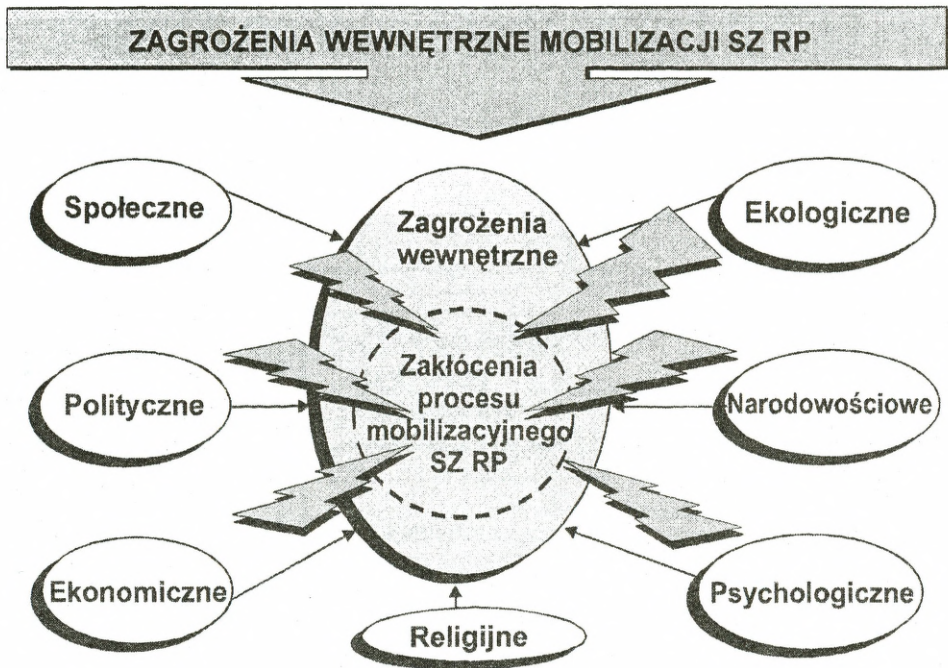 ZAGROŻENIA WEWNĘTRZNE MOBILIZACJI SZ RP
Społeczne
Zagrożenia
wewnętrzne
Ekologiczne
Polityczne
Zakłócenia
procesu
mobilizacyjnego
SZ RP
Narodowościowe
Ekonomiczne
Religijne
Psychologiczne